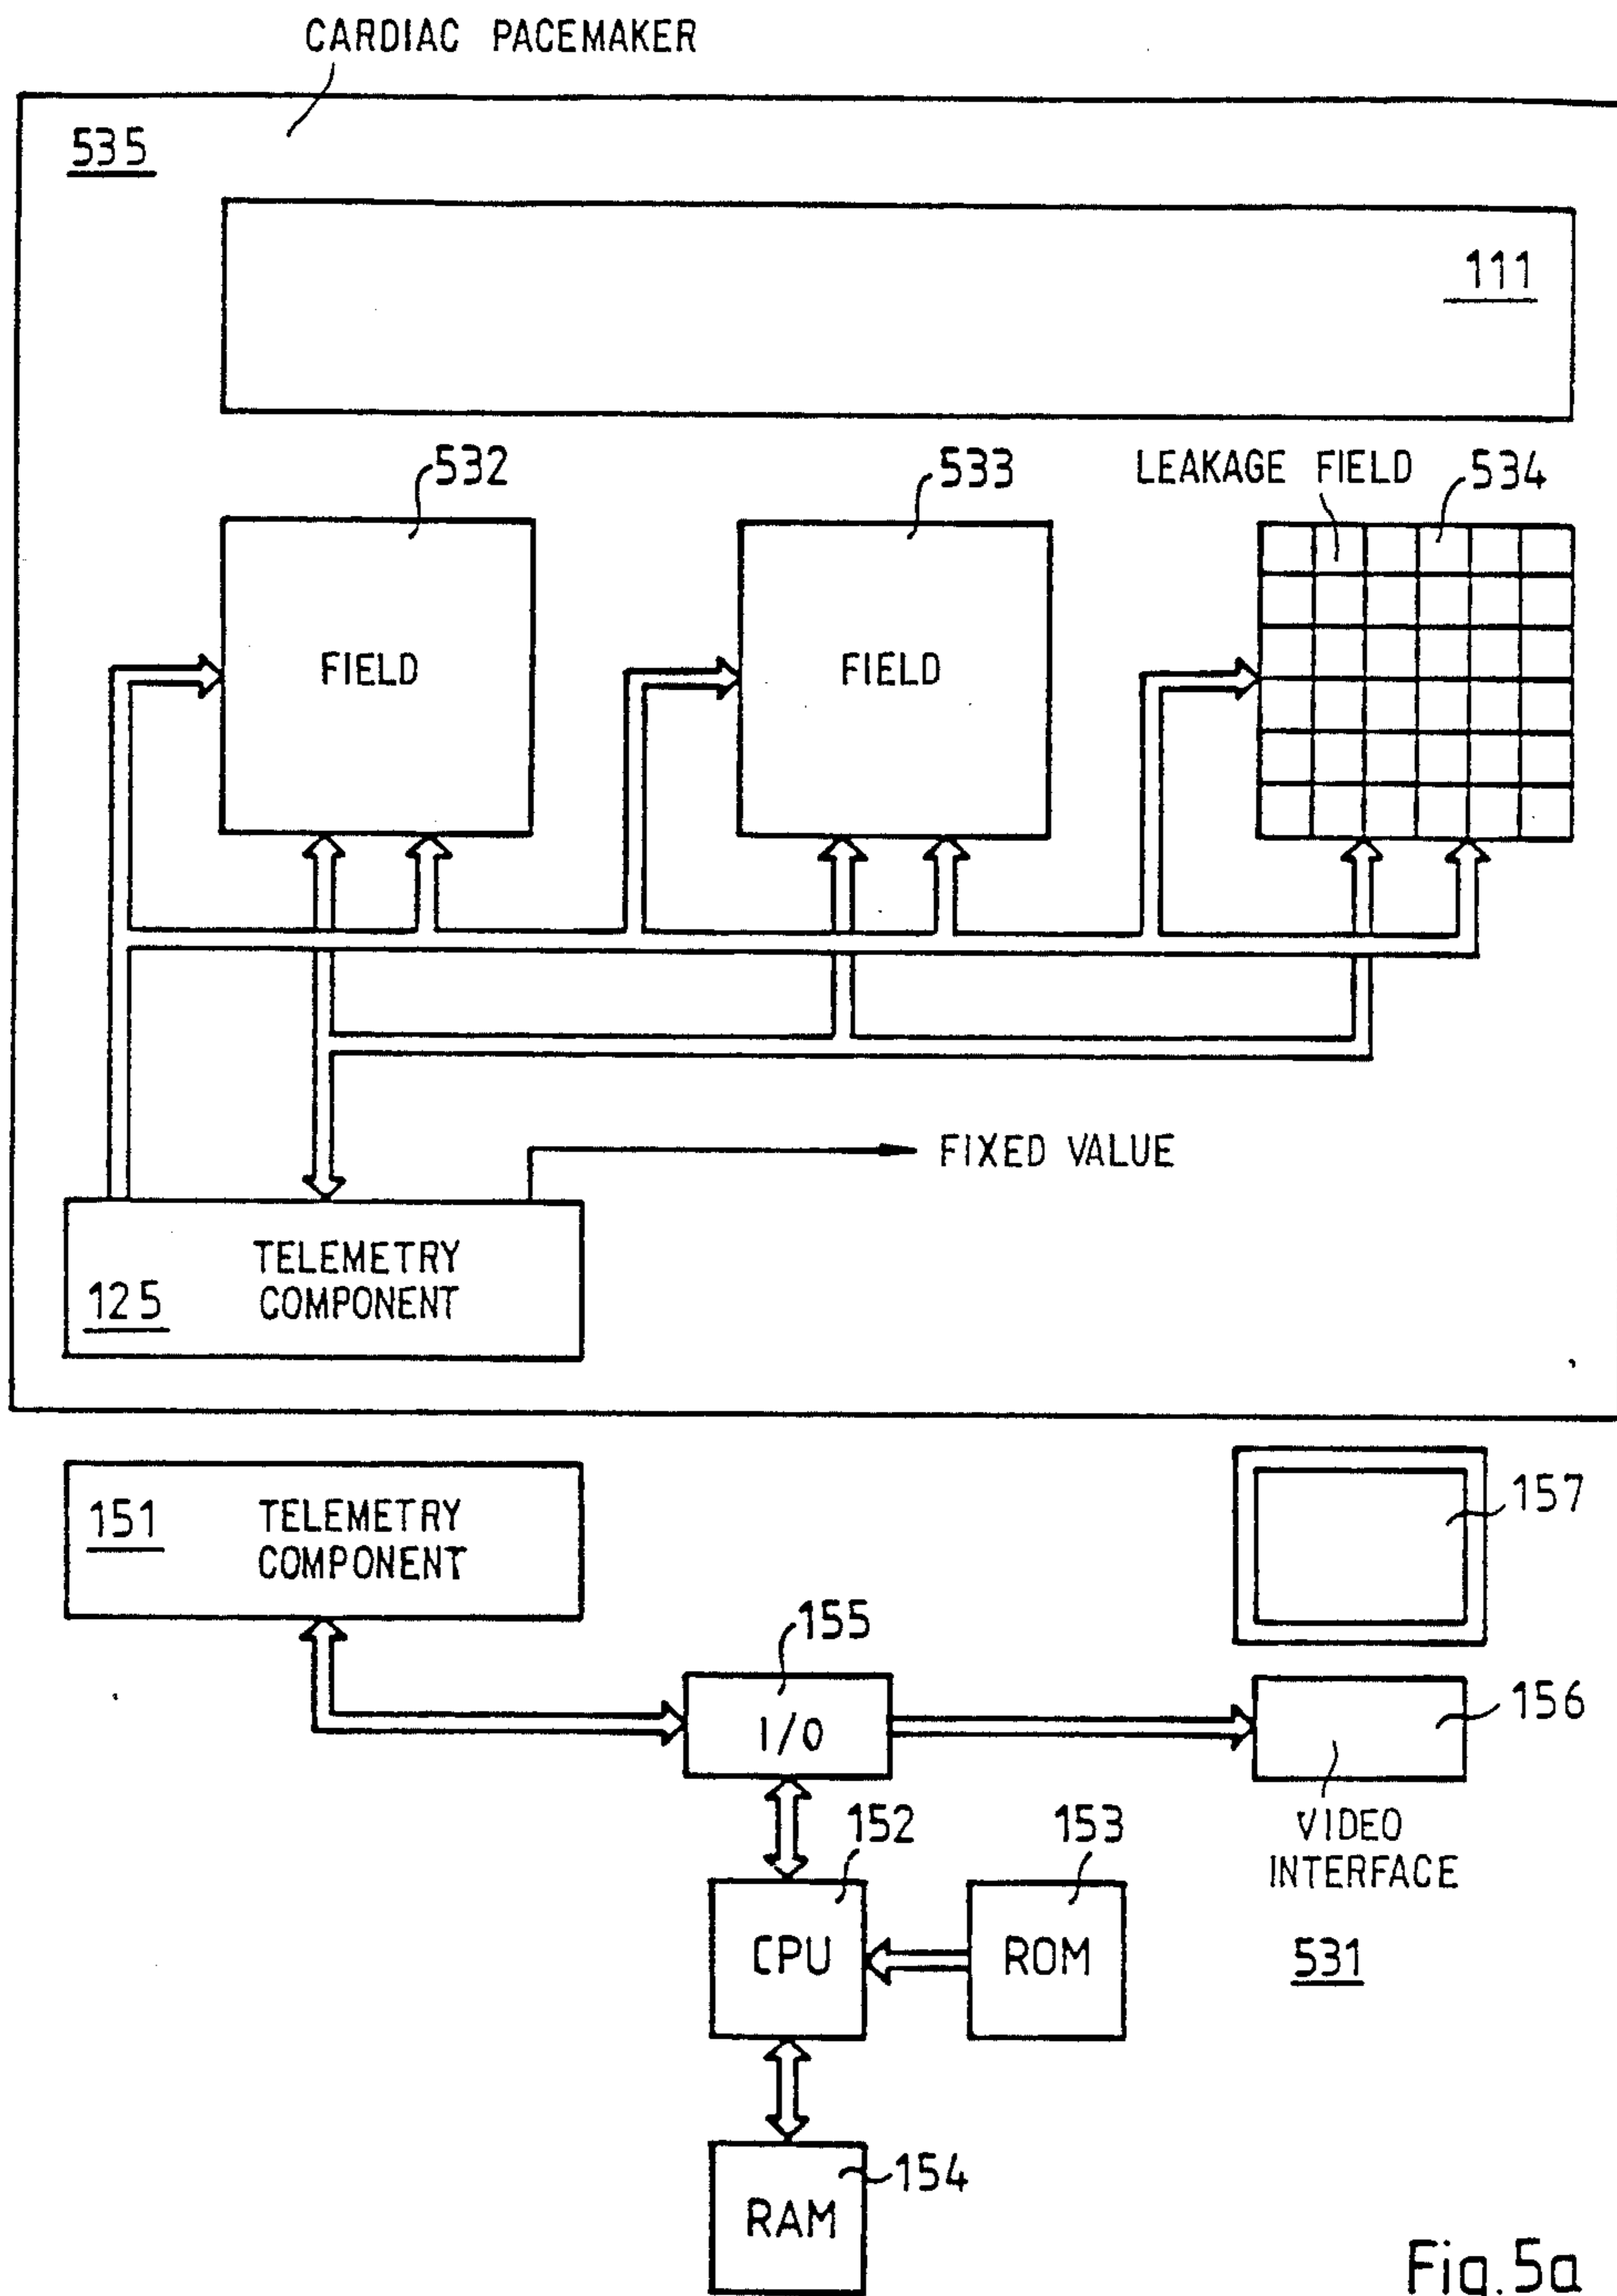 CARDIAC PACEMAKER
535
111
532
533
LEAKAGE FIELD
534
FIELD
FIELD
FIXED VALUE
TELEMETRY
COMPONENT
125
151
TELEMETRY
COMPONENT
157
155
I/O
156
VIDEO
INTERFACE
152
153
CPU
ROM
531
154
RAM
Fig. 5a